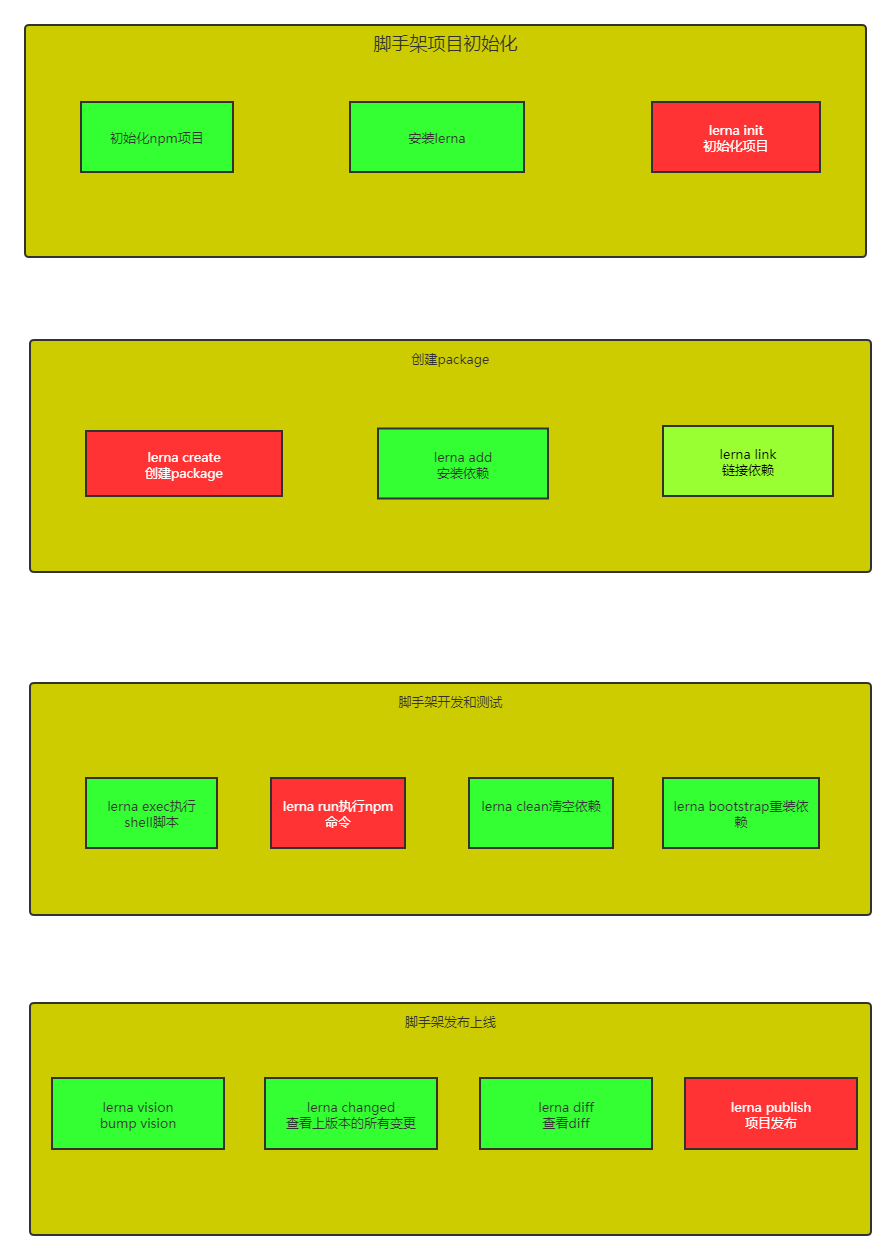 脚手架项目初始化
初始化npm项目
安装lerna
lerna init
初始化项目
创建package
lerna create
创建package
lerna add
安装依赖
lerna link
链接依赖
脚手架开发和测试
lerna exec执行
shell脚本
lerna run执行npm
命令
lerna clean清空依赖
lerna bootstrap重装依
赖
脚手架发布上线
lerna vision
bump vision
lerna changed
查看上版本的所有变更
lerna diff
查看diff
lerna publish
项目发布